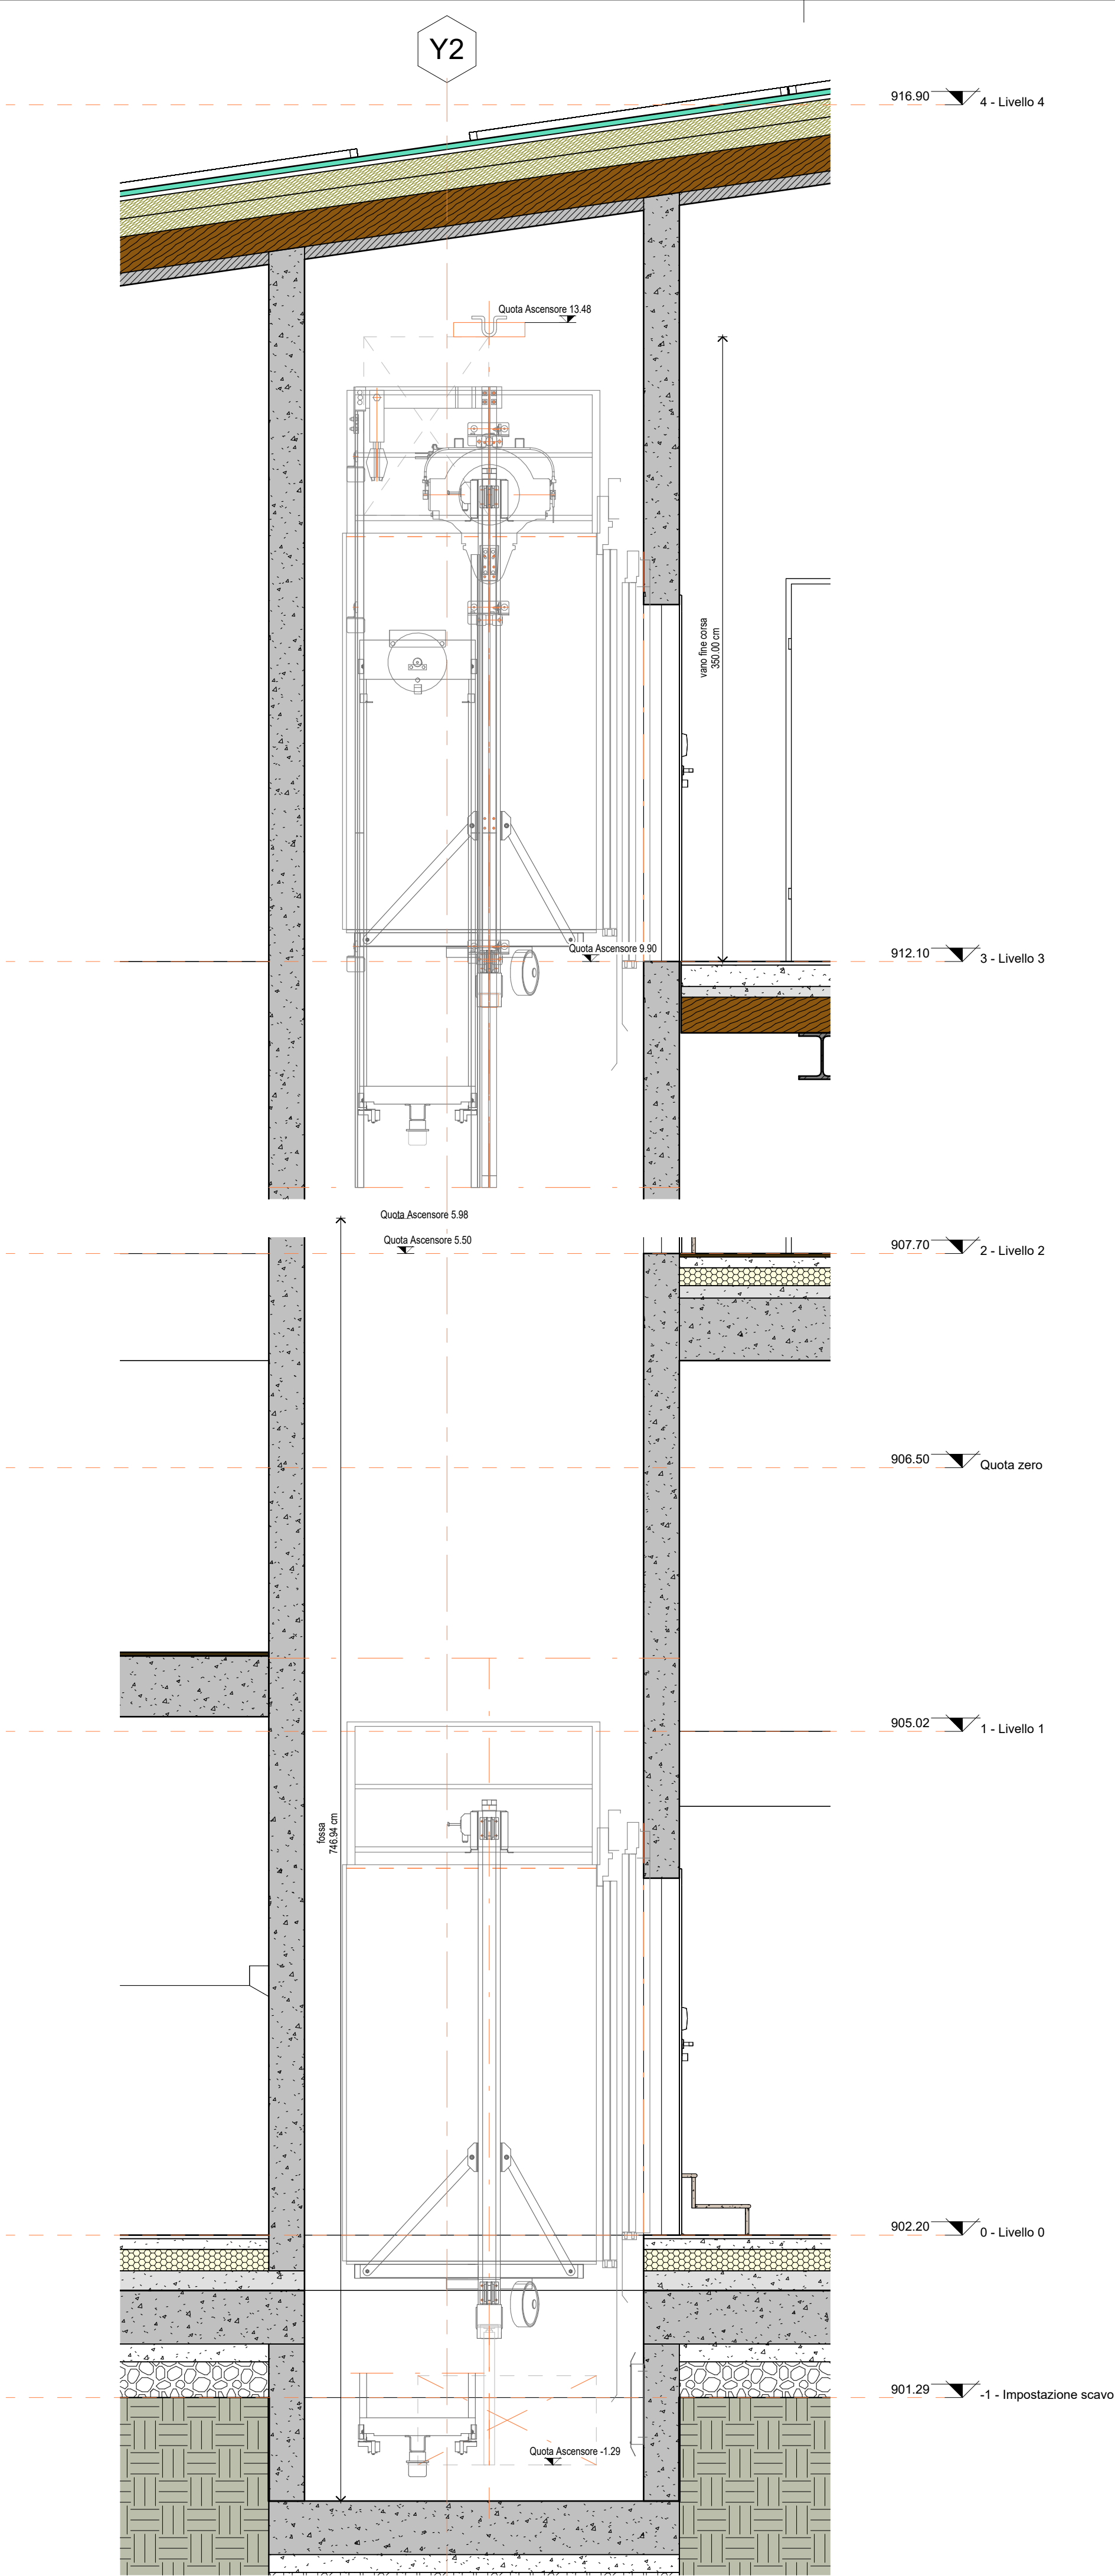 Y2
916.90
4 - Livello 4
Quota Ascensore 13.48
vano fine corsa
350.00 cm
Quota Ascensore 9.90
912.10
3 - Livello 3
Quota Ascensore 5.98
Quota Ascensore 5.50
907.70
2 - Livello 2
906.50
Quota zero
905.02
1 - Livello 1
fossa
746.94 cm
902.20
0 - Livello 0
901.29
-1 - Impostazione scavo
Quota Ascensore -1.29